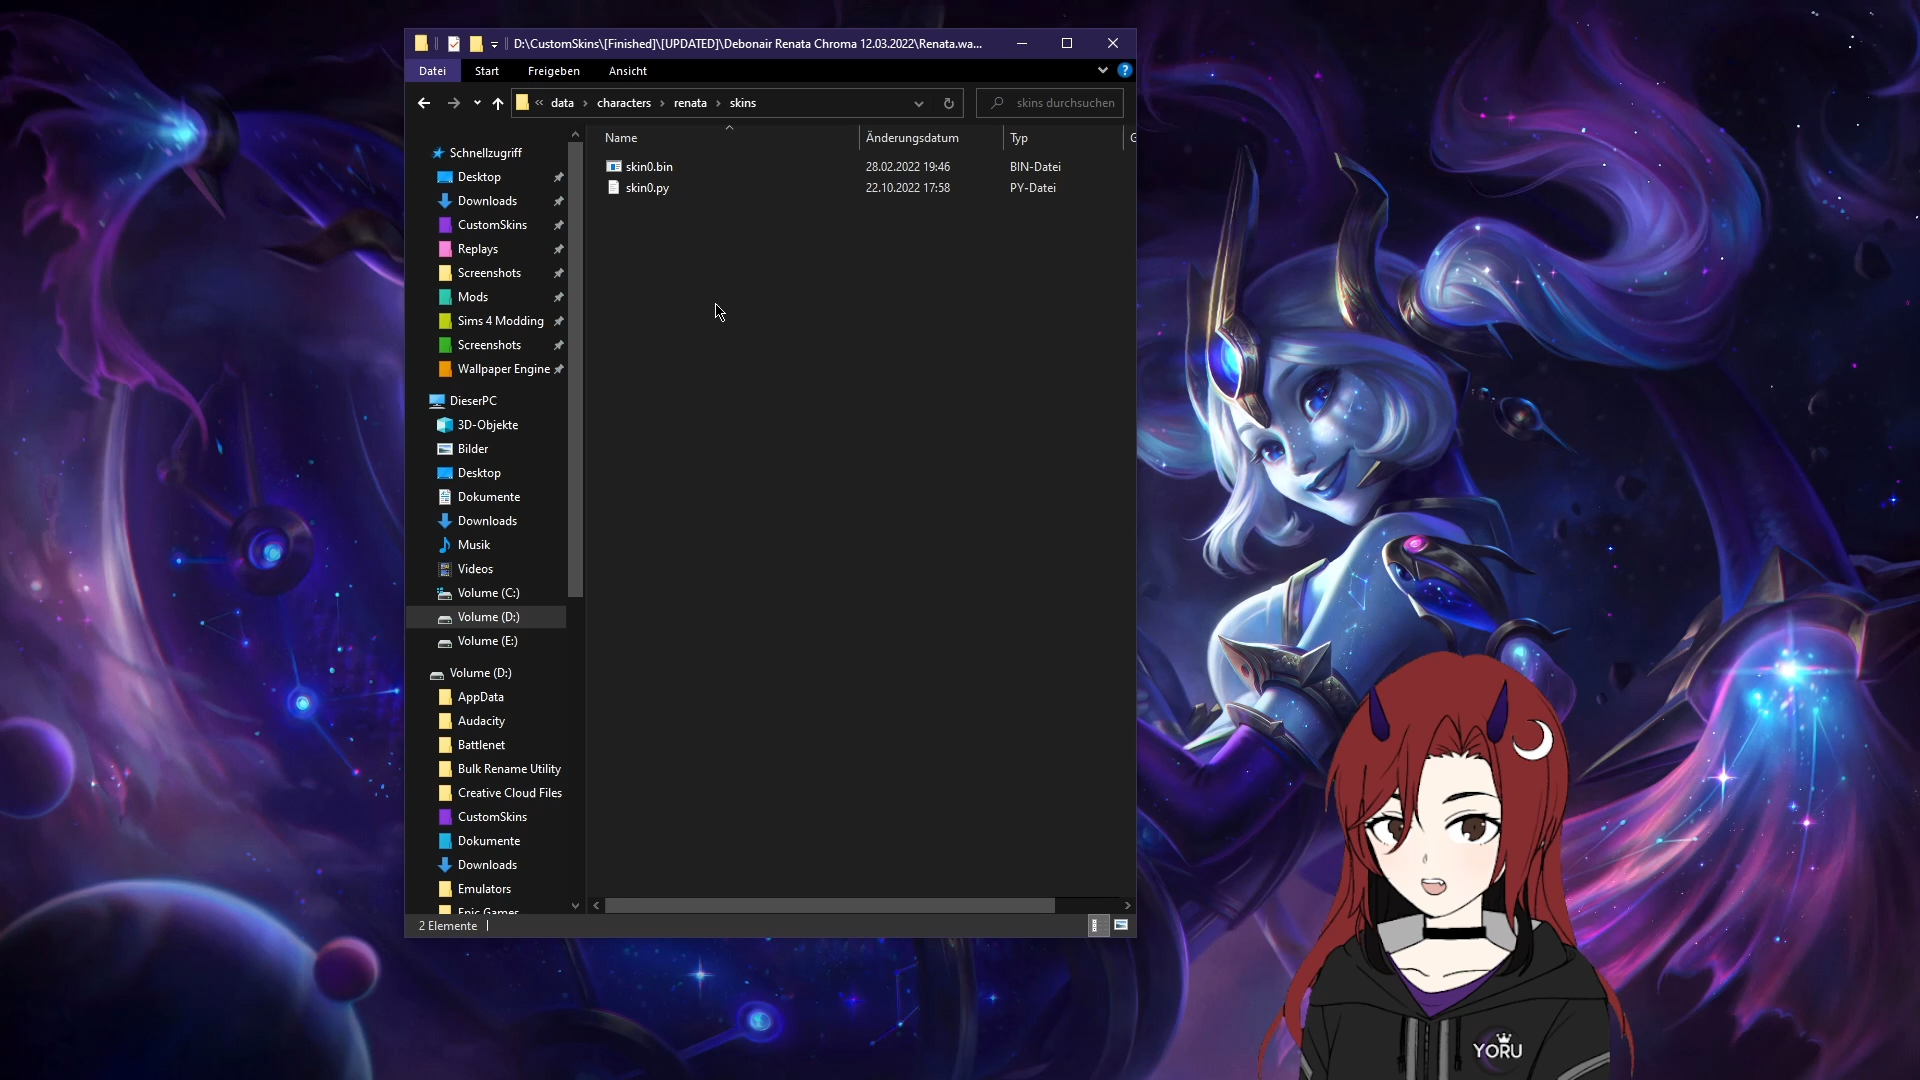 D:\CustomSkins\[Finished]\[UPDATED]\Debonair Renata Chroma 12.03.2022\Renata.wa...
Datei Start Freigeben Ansicht ?
« data > characters > renata > skins skins durchsuchen
Name Änderungsdatum Typ G
skin0.bin 28.02.2022 19:46 BIN-Datei
skin0.py 22.10.2022 17:58 PY-Datei
Schnellzugriff
Desktop
Downloads
CustomSkins
Replays
Screenshots
Mods
Sims 4 Modding
Screenshots
Wallpaper Engine
DieserPC
3D-Objekte
Bilder
Desktop
Dokumente
Downloads
Musik
Videos
Volume (C:)
Volume (D:)
Volume (E:)
Volume (D:)
AppData
Audacity
Battlenet
Bulk Rename Utility
Creative Cloud Files
CustomSkins
Dokumente
Downloads
Emulators
Epic Games
2 Elemente
YORU